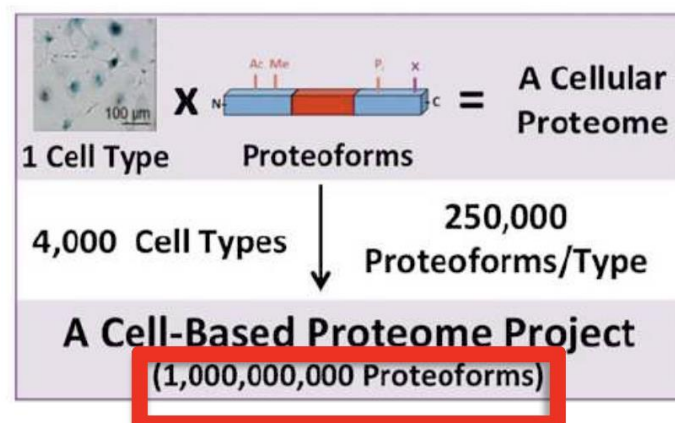 Ac Me P X
100 µm
X N C = A Cellular
Proteome
1 Cell Type Proteoforms
4,000 Cell Types
250,000
Proteoforms/Type
A Cell-Based Proteome Project
(1,000,000,000 Proteoforms)